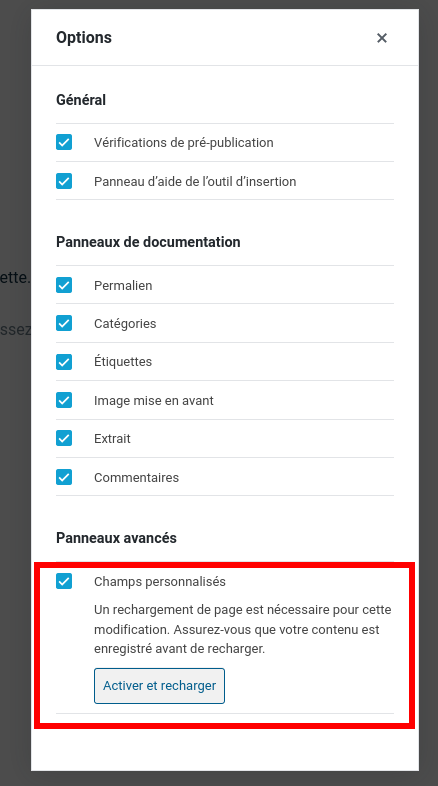 Options
Général
Vérifications de pré-publication
Panneau d’aide de l’outil d’insertion
ette.
Panneaux de documentation
Permalien
ssez
Catégories
Étiquettes
Image mise en avant
Extrait
Commentaires
Panneaux avancés
Champs personnalisés
Un rechargement de page est nécessaire pour cette
modification. Assurez-vous que votre contenu est
enregistré avant de recharger.
Activer et recharger